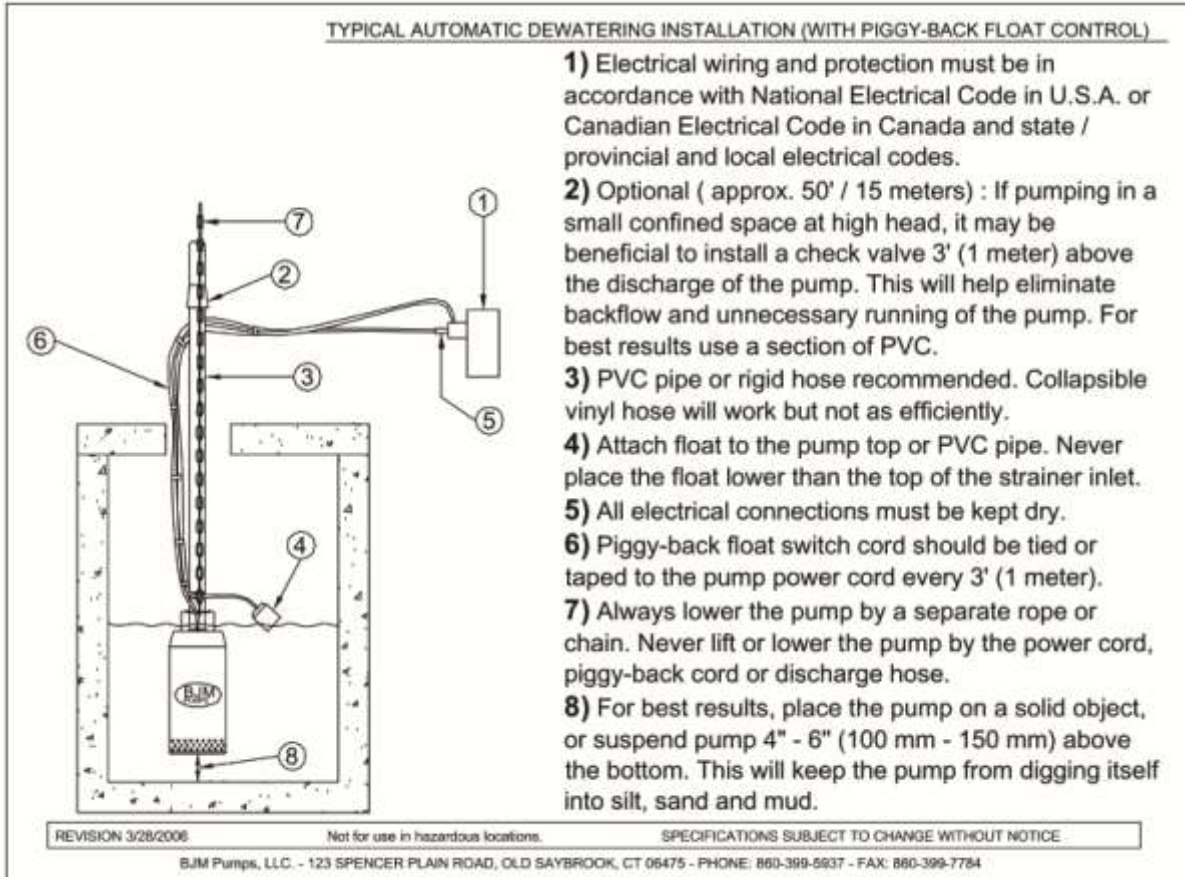 TYPICAL AUTOMATIC DEWATERING INSTALLATION (WITH PIGGY-BACK FLOAT CONTROL)
1) Electrical wiring and protection must be in
accordance with National Electrical Code in U.S.A. or
Canadian Electrical Code in Canada and state /
provincial and local electrical codes.
2) Optional ( approx. 50' / 15 meters) : If pumping in a
small confined space at high head, it may be
beneficial to install a check valve 3' (1 meter) above
the discharge of the pump. This will help eliminate
backflow and unnecessary running of the pump. For
best results use a section of PVC.
3) PVC pipe or rigid hose recommended. Collapsible
vinyl hose will work but not as efficiently.
4) Attach float to the pump top or PVC pipe. Never
place the float lower than the top of the strainer inlet.
5) All electrical connections must be kept dry.
6) Piggy-back float switch cord should be tied or
taped to the pump power cord every 3' (1 meter).
7) Always lower the pump by a separate rope or
chain. Never lift or lower the pump by the power cord,
piggy-back cord or discharge hose.
8) For best results, place the pump on a solid object,
or suspend pump 4" - 6" (100 mm - 150 mm) above
the bottom. This will keep the pump from digging itself
into silt, sand and mud.
1
7
2
6
3
5
4
BJM
8
REVISION 3/28/2006
Not for use in hazardous locations.
SPECIFICATIONS SUBJECT TO CHANGE WITHOUT NOTICE
BJM Pumps, LLC. - 123 SPENCER PLAIN ROAD, OLD SAYBROOK, CT 06475 - PHONE: 860-399-5937 - FAX: 860-399-7784